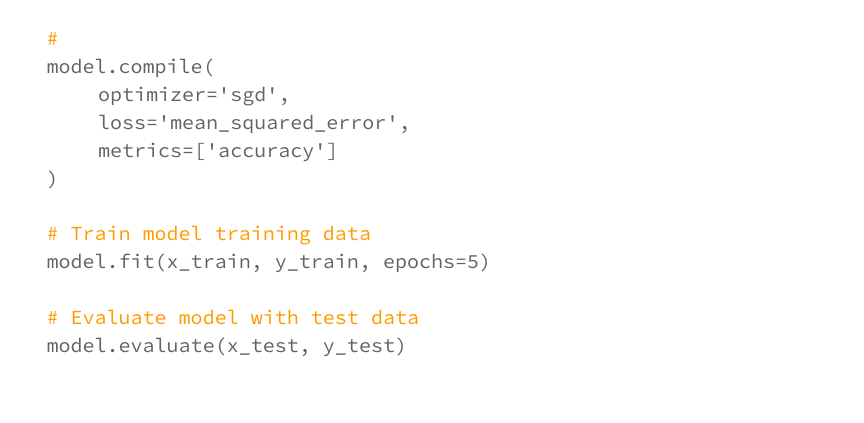 #
model.compile(
    optimizer='sgd',
    loss='mean_squared_error',
    metrics=['accuracy']
)

# Train model training data
model.fit(x_train, y_train, epochs=5)

# Evaluate model with test data
model.evaluate(x_test, y_test)